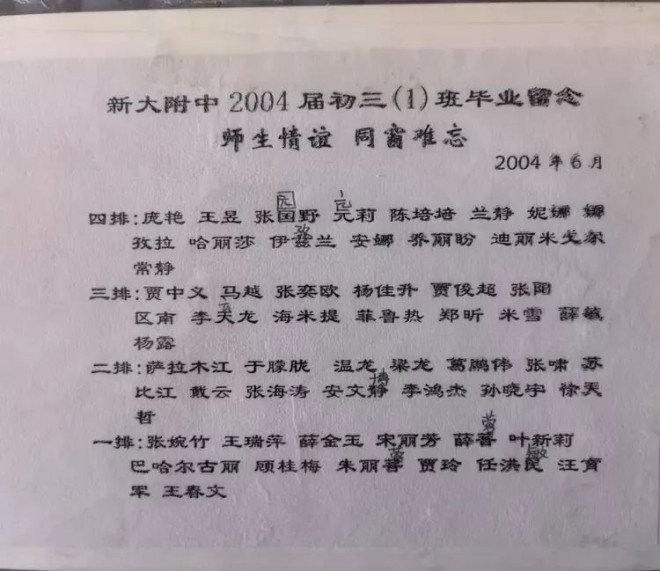 新大附中2004届初三(1)班毕业留念
师生情谊 同窗难忘
2004年6月
元
四排:庞艳 王昱 张国野 亢莉 陈培培 兰静 妮娜 娜
孜拉 哈丽莎 伊兹兰 安娜 乔丽盼 迪丽米戈尔
常静
三排:贾中义 马越 张奕欧 杨佳升 贾俊超 张雨
区南 李天龙 海米提 菲鲁热 郑昕 米雪 薛敏
杨露
二排:萨拉木江 于朦胧 温龙 梁龙 葛鹏伟 张啸 苏
博
比江 戴云 张海涛 安文静 李鸿杰 孙晓宇 徐天
哲
一排:张婉竹 王瑞萍 薛金玉 宋丽芳 薛蓉 叶新莉
敏
巴哈尔古丽 顾桂梅 朱丽蓉 贾玲 任洪民 汪育
军 王春文